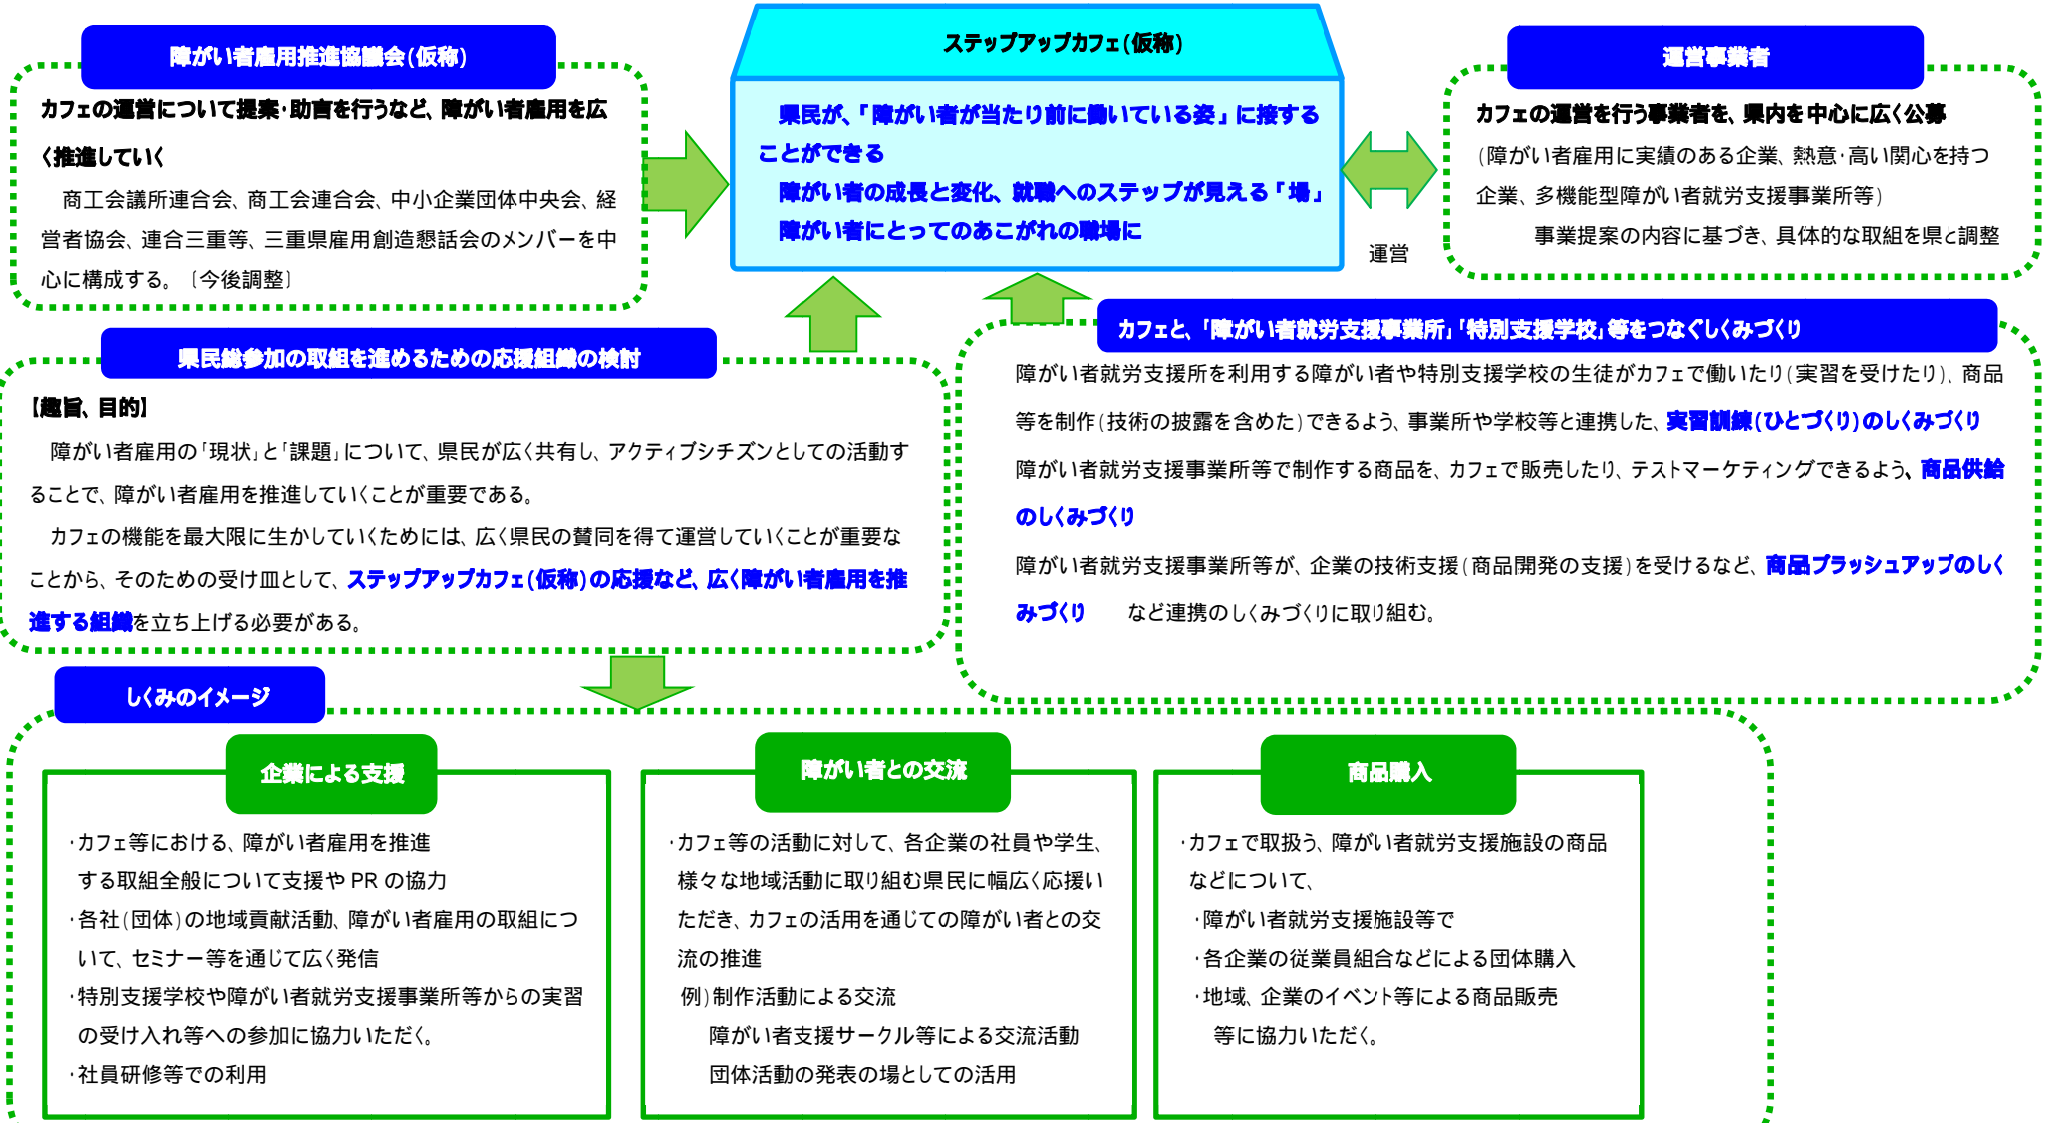 障がい者雇用推進協議会(仮称)
カフェの運営について提案・助言を行うなど、障がい者雇用を広
く推進していく
商工会議所連合会、商工会連合会、中小企業団体中央会、経
営者協会、連合三重等、三重県雇用創造懇話会のメンバーを中
心に構成する。〔今後調整〕
ステップアップカフェ(仮称)
県民が、「障がい者が当たり前に働いている姿」に接する
ことができる
障がい者の成長と変化、就職へのステップが見える「場」
障がい者にとってのあこがれの職場に
運営
運営事業者
カフェの運営を行う事業者を、県内を中心に広く公募
(障がい者雇用に実績のある企業、熱意・高い関心を持つ
企業、多機能型障がい者就労支援事業所等)
事業提案の内容に基づき、具体的な取組を県と調整
県民総参加の取組を進めるための応援組織の検討
【趣旨、目的】
障がい者雇用の「現状」と「課題」について、県民が広く共有し、アクティブシチズンとしての活動す
ることで、障がい者雇用を推進していくことが重要である。
カフェの機能を最大限に生かしていくためには、広く県民の賛同を得て運営していくことが重要な
ことから、そのための受け皿として、ステップアップカフェ(仮称)の応援など、広く障がい者雇用を推
進する組織を立ち上げる必要がある。
カフェと、「障がい者就労支援事業所」「特別支援学校」等をつなぐしくみづくり
障がい者就労支援所を利用する障がい者や特別支援学校の生徒がカフェで働いたり(実習を受けたり)、商品
等を制作(技術の披露を含めた)できるよう、事業所や学校等と連携した、実習訓練(ひとづくり)のしくみづくり
障がい者就労支援事業所等で制作する商品を、カフェで販売したり、テストマーケティングできるよう、商品供給
のしくみづくり
障がい者就労支援事業所等が、企業の技術支援(商品開発の支援)を受けるなど、商品ブラッシュアップのしく
みづくり　など連携のしくみづくりに取り組む。
しくみのイメージ
企業による支援
・カフェ等における、障がい者雇用を推進
する取組全般について支援や PR の協力
・各社(団体)の地域貢献活動、障がい者雇用の取組につ
いて、セミナー等を通じて広く発信
・特別支援学校や障がい者就労支援事業所等からの実習
の受け入れ等への参加に協力いただく。
・社員研修等での利用
障がい者との交流
・カフェ等の活動に対して、各企業の社員や学生、
様々な地域活動に取り組む県民に幅広く応援い
ただき、カフェの活用を通じての障がい者との交
流の推進
例)制作活動による交流
障がい者支援サークル等による交流活動
団体活動の発表の場としての活用
商品購入
・カフェで取扱う、障がい者就労支援施設の商品
などについて、
・障がい者就労支援施設等で
・各企業の従業員組合などによる団体購入
・地域、企業のイベント等による商品販売
等に協力いただく。